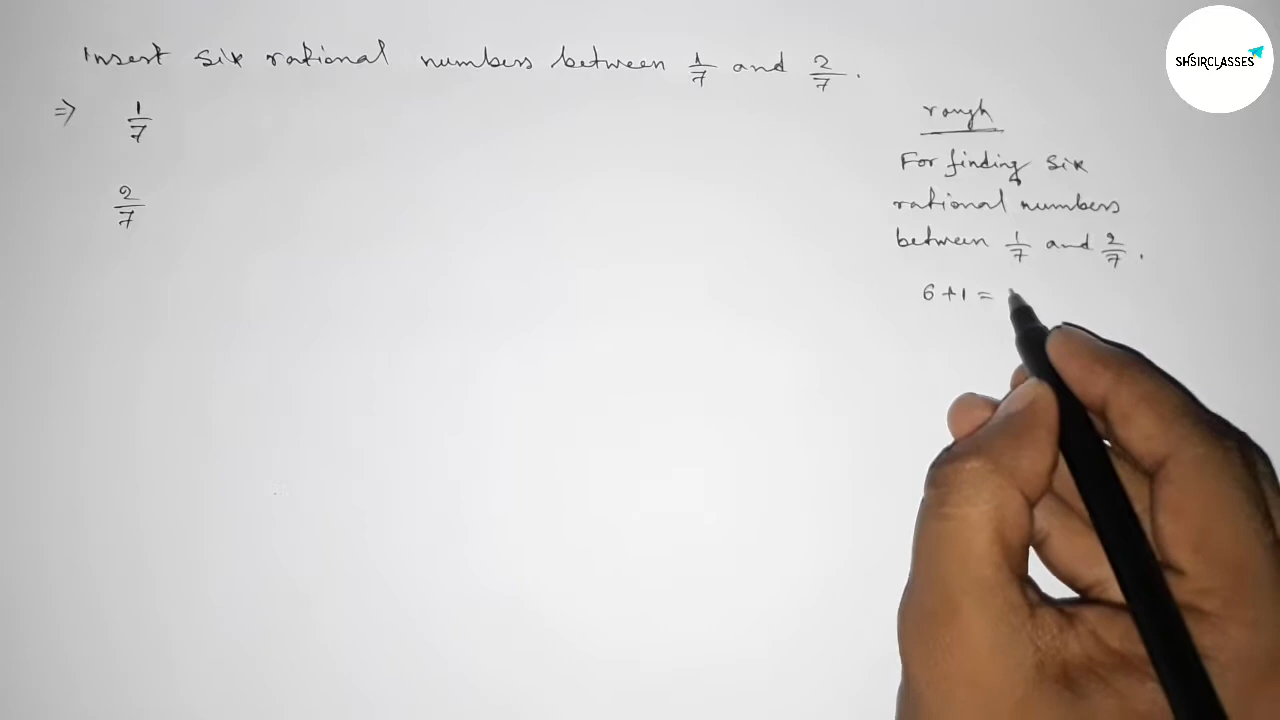 Insert six rational numbers between 1/7 and 2/7.
⇒ 1/7
2/7
rough
For finding six
rational numbers
between 1/7 and 2/7.
6+1=
SHSIRCLASSES